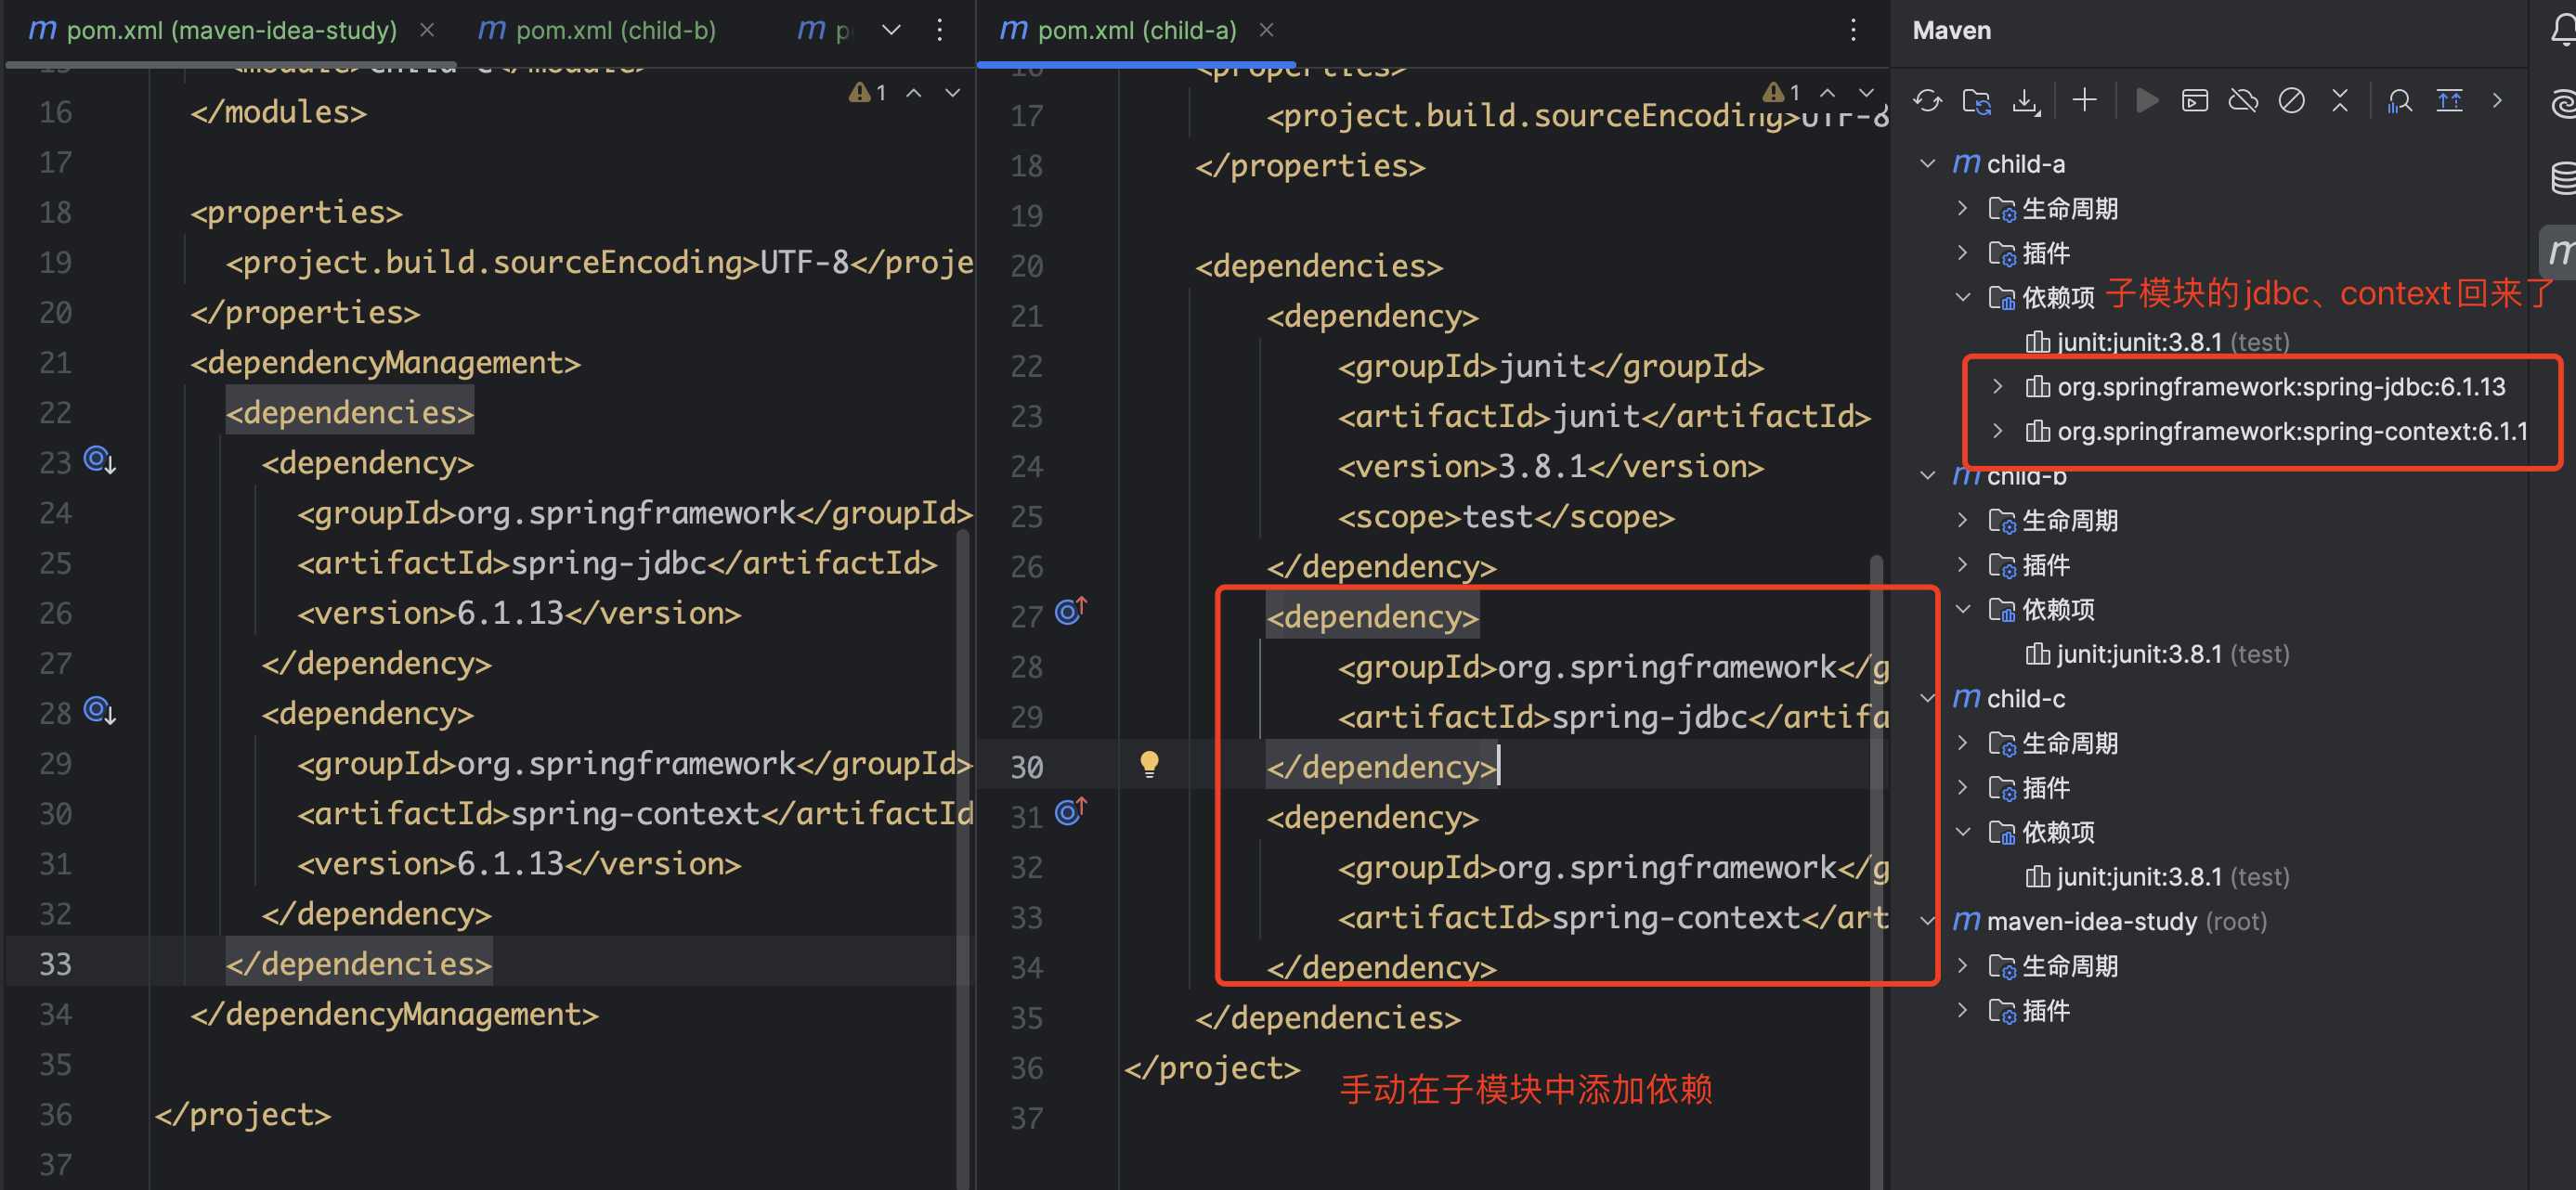 pom.xml (maven-idea-study)
pom.xml (child-b)
16 </modules>
17
18 <properties>
19 <project.build.sourceEncoding>UTF-8</proje
20 </properties>
21 <dependencyManagement>
22 <dependencies>
23 <dependency>
24 <groupId>org.springframework</groupId>
25 <artifactId>spring-jdbc</artifactId>
26 <version>6.1.13</version>
27 </dependency>
28 <dependency>
29 <groupId>org.springframework</groupId>
30 <artifactId>spring-context</artifactId
31 <version>6.1.13</version>
32 </dependency>
33 </dependencies>
34 </dependencyManagement>
35
36 </project>
37
1
pom.xml (child-a)
1
17 <project.build.sourceEncoding>UTF-8
18 </properties>
19
20 <dependencies>
21 <dependency>
22 <groupId>junit</groupId>
23 <artifactId>junit</artifactId>
24 <version>3.8.1</version>
25 <scope>test</scope>
26 </dependency>
27 <dependency>
28 <groupId>org.springframework</g
29 <artifactId>spring-jdbc</artifa
30 </dependency>
31 <dependency>
32 <groupId>org.springframework</g
33 <artifactId>spring-context</art
34 </dependency>
35 </dependencies>
36 </project>
37
手动在子模块中添加依赖
Maven
child-a
生命周期
插件
依赖项 子模块的jdbc、context回来了
junit:junit:3.8.1 (test)
org.springframework:spring-jdbc:6.1.13
org.springframework:spring-context:6.1.1
child-b
生命周期
插件
依赖项
junit:junit:3.8.1 (test)
child-c
生命周期
插件
依赖项
junit:junit:3.8.1 (test)
maven-idea-study (root)
生命周期
插件